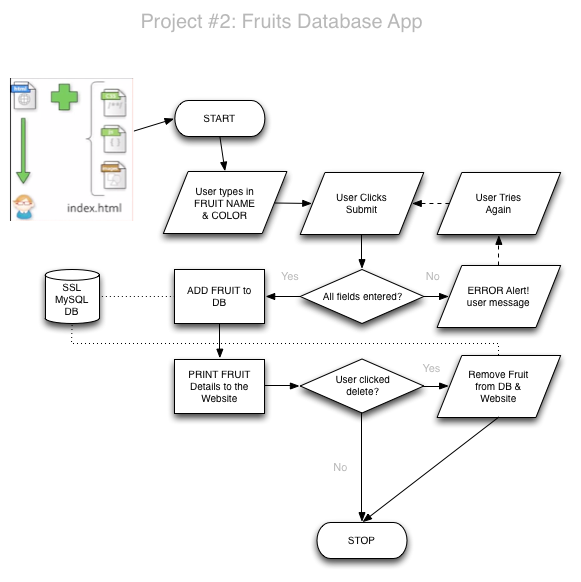 Project #2: Fruits Database App
html
index.html
START
User types in
FRUIT NAME
& COLOR
User Clicks
Submit
User Tries
Again
SSL
MySQL
DB
ADD FRUIT to
DB
Yes
All fields entered?
No
ERROR Alert!
user message
PRINT FRUIT
Details to the
Website
User clicked
delete?
Yes
Remove Fruit
from DB & 
Website
No
STOP